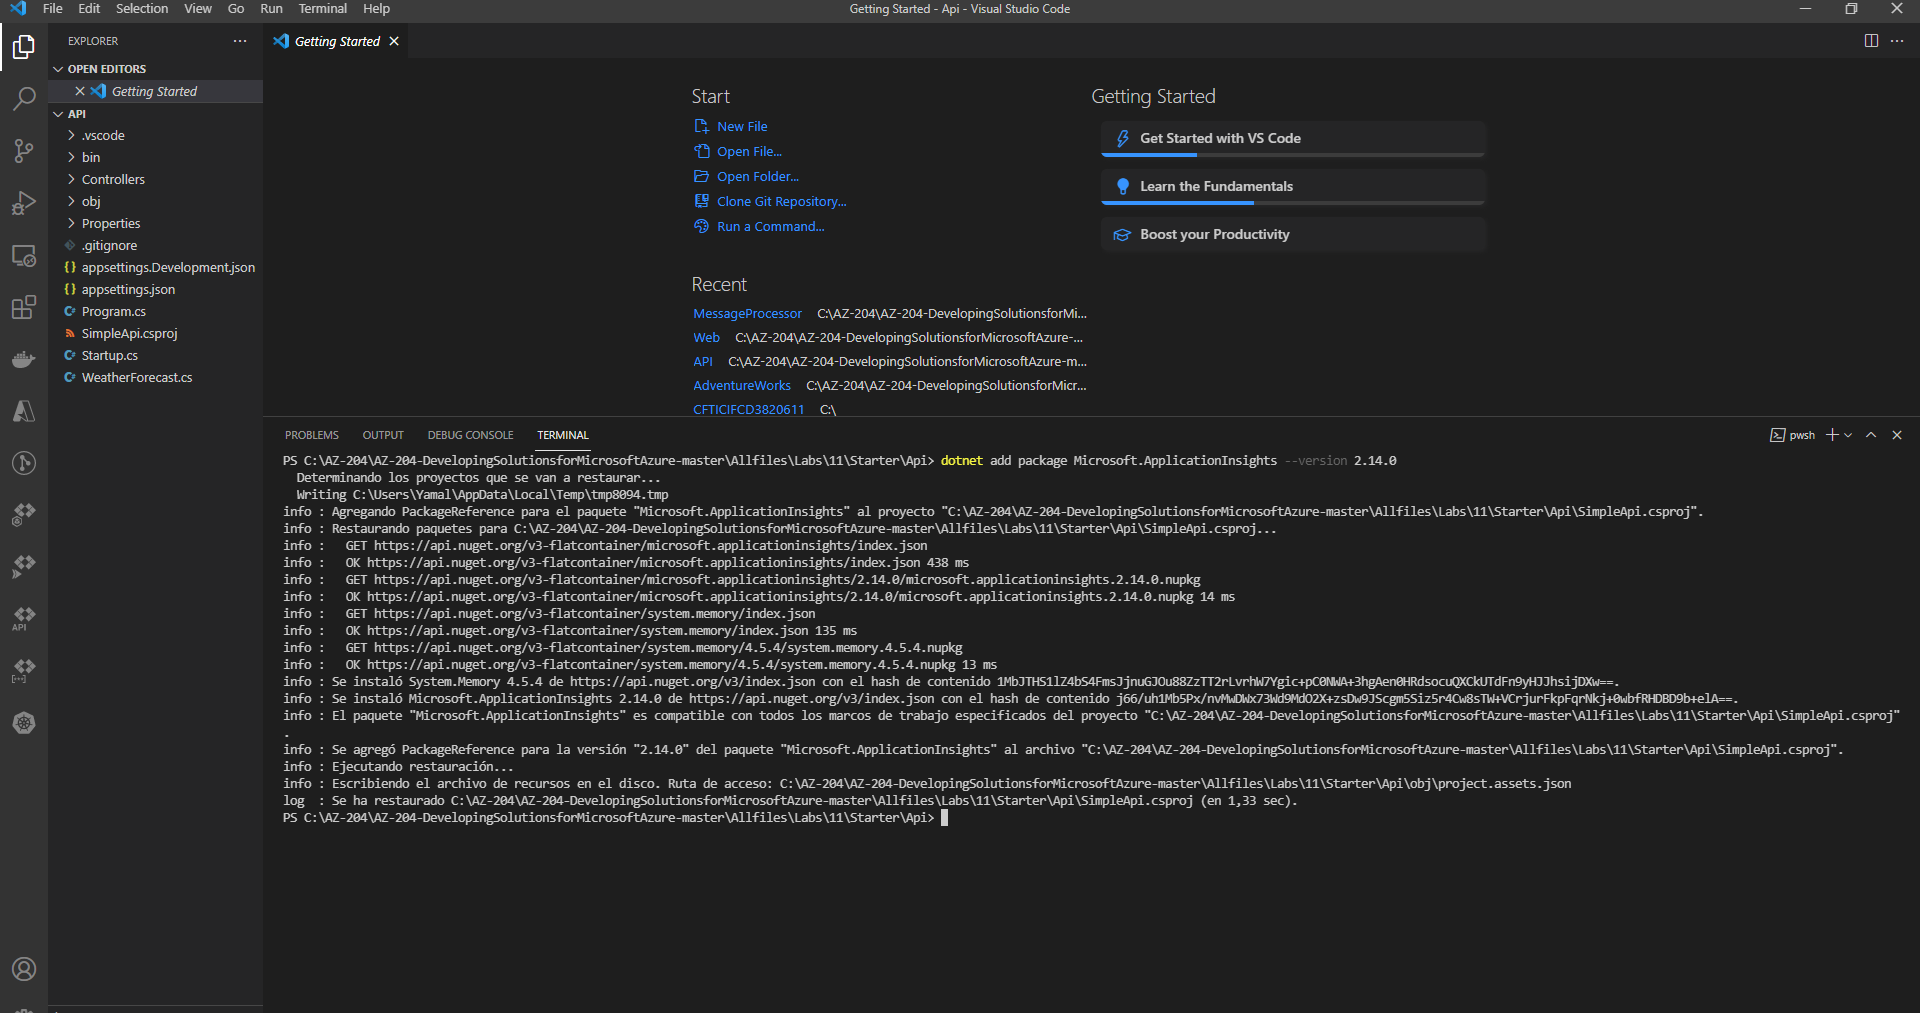 File Edit Selection View Go Run Terminal Help
Getting Started - Api - Visual Studio Code
EXPLORER
OPEN EDITORS
Getting Started
API
.vscode
bin
Controllers
obj
Properties
.gitignore
appsettings.Development.json
appsettings.json
Program.cs
SimpleApi.csproj
Startup.cs
WeatherForecast.cs
Getting Started
Start
New File
Open File...
Open Folder...
Clone Git Repository...
Run a Command...
Recent
MessageProcessor C:\AZ-204\AZ-204-DevelopingSolutionsforMi...
Web C:\AZ-204\AZ-204-DevelopingSolutionsforMicrosoftAzure-...
API C:\AZ-204\AZ-204-DevelopingSolutionsforMicrosoftAzure-m...
AdventureWorks C:\AZ-204\AZ-204-DevelopingSolutionsforMicr...
CFTICIFCD3820611 C:\
Getting Started
Get Started with VS Code
Learn the Fundamentals
Boost your Productivity
PROBLEMS OUTPUT DEBUG CONSOLE TERMINAL
pwsh
PS C:\AZ-204\AZ-204-DevelopingSolutionsforMicrosoftAzure-master\Allfiles\Labs\11\Starter\Api> dotnet add package Microsoft.ApplicationInsights --version 2.14.0
Determinando los proyectos que se van a restaurar...
Writing C:\Users\Yamal\AppData\Local\Temp\tmp8094.tmp
info : Agregando PackageReference para el paquete "Microsoft.ApplicationInsights" al proyecto "C:\AZ-204\AZ-204-DevelopingSolutionsforMicrosoftAzure-master\Allfiles\Labs\11\Starter\Api\SimpleApi.csproj".
info : Restaurando paquetes para C:\AZ-204\AZ-204-DevelopingSolutionsforMicrosoftAzure-master\Allfiles\Labs\11\Starter\Api\SimpleApi.csproj...
info :   GET https://api.nuget.org/v3-flatcontainer/microsoft.applicationinsights/index.json
info :   OK https://api.nuget.org/v3-flatcontainer/microsoft.applicationinsights/index.json 438 ms
info :   GET https://api.nuget.org/v3-flatcontainer/microsoft.applicationinsights/2.14.0/microsoft.applicationinsights.2.14.0.nupkg
info :   OK https://api.nuget.org/v3-flatcontainer/microsoft.applicationinsights/2.14.0/microsoft.applicationinsights.2.14.0.nupkg 14 ms
info :   GET https://api.nuget.org/v3-flatcontainer/system.memory/index.json
info :   OK https://api.nuget.org/v3-flatcontainer/system.memory/index.json 135 ms
info :   GET https://api.nuget.org/v3-flatcontainer/system.memory/4.5.4/system.memory.4.5.4.nupkg
info :   OK https://api.nuget.org/v3-flatcontainer/system.memory/4.5.4/system.memory.4.5.4.nupkg 13 ms
info : Se instaló System.Memory 4.5.4 de https://api.nuget.org/v3/index.json con el hash de contenido 1MbJTHS1lZ4bS4FmsJjnuGJOu88ZzTT2rLvrhW7Ygic+pC0NWA+3hgAen0HRdsocuQXCkUTdFn9yHJJhsijDXw==.
info : Se instaló Microsoft.ApplicationInsights 2.14.0 de https://api.nuget.org/v3/index.json con el hash de contenido j66/uh1Mb5Px/nvMwDWx73Wd9MdO2X+zsDw9JScgm5Siz5r4Cw8sTW+VCrjurFkpFqrNkj+0wbfRHDBD9b+elA==.
info : El paquete "Microsoft.ApplicationInsights" es compatible con todos los marcos de trabajo especificados del proyecto "C:\AZ-204\AZ-204-DevelopingSolutionsforMicrosoftAzure-master\Allfiles\Labs\11\Starter\Api\SimpleApi.csproj"
.
info : Se agregó PackageReference para la versión "2.14.0" del paquete "Microsoft.ApplicationInsights" al archivo "C:\AZ-204\AZ-204-DevelopingSolutionsforMicrosoftAzure-master\Allfiles\Labs\11\Starter\Api\SimpleApi.csproj".
info : Ejecutando restauración...
info : Escribiendo el archivo de recursos en el disco. Ruta de acceso: C:\AZ-204\AZ-204-DevelopingSolutionsforMicrosoftAzure-master\Allfiles\Labs\11\Starter\Api\obj\project.assets.json
log  : Se ha restaurado C:\AZ-204\AZ-204-DevelopingSolutionsforMicrosoftAzure-master\Allfiles\Labs\11\Starter\Api\SimpleApi.csproj (en 1,33 sec).
PS C:\AZ-204\AZ-204-DevelopingSolutionsforMicrosoftAzure-master\Allfiles\Labs\11\Starter\Api>
API